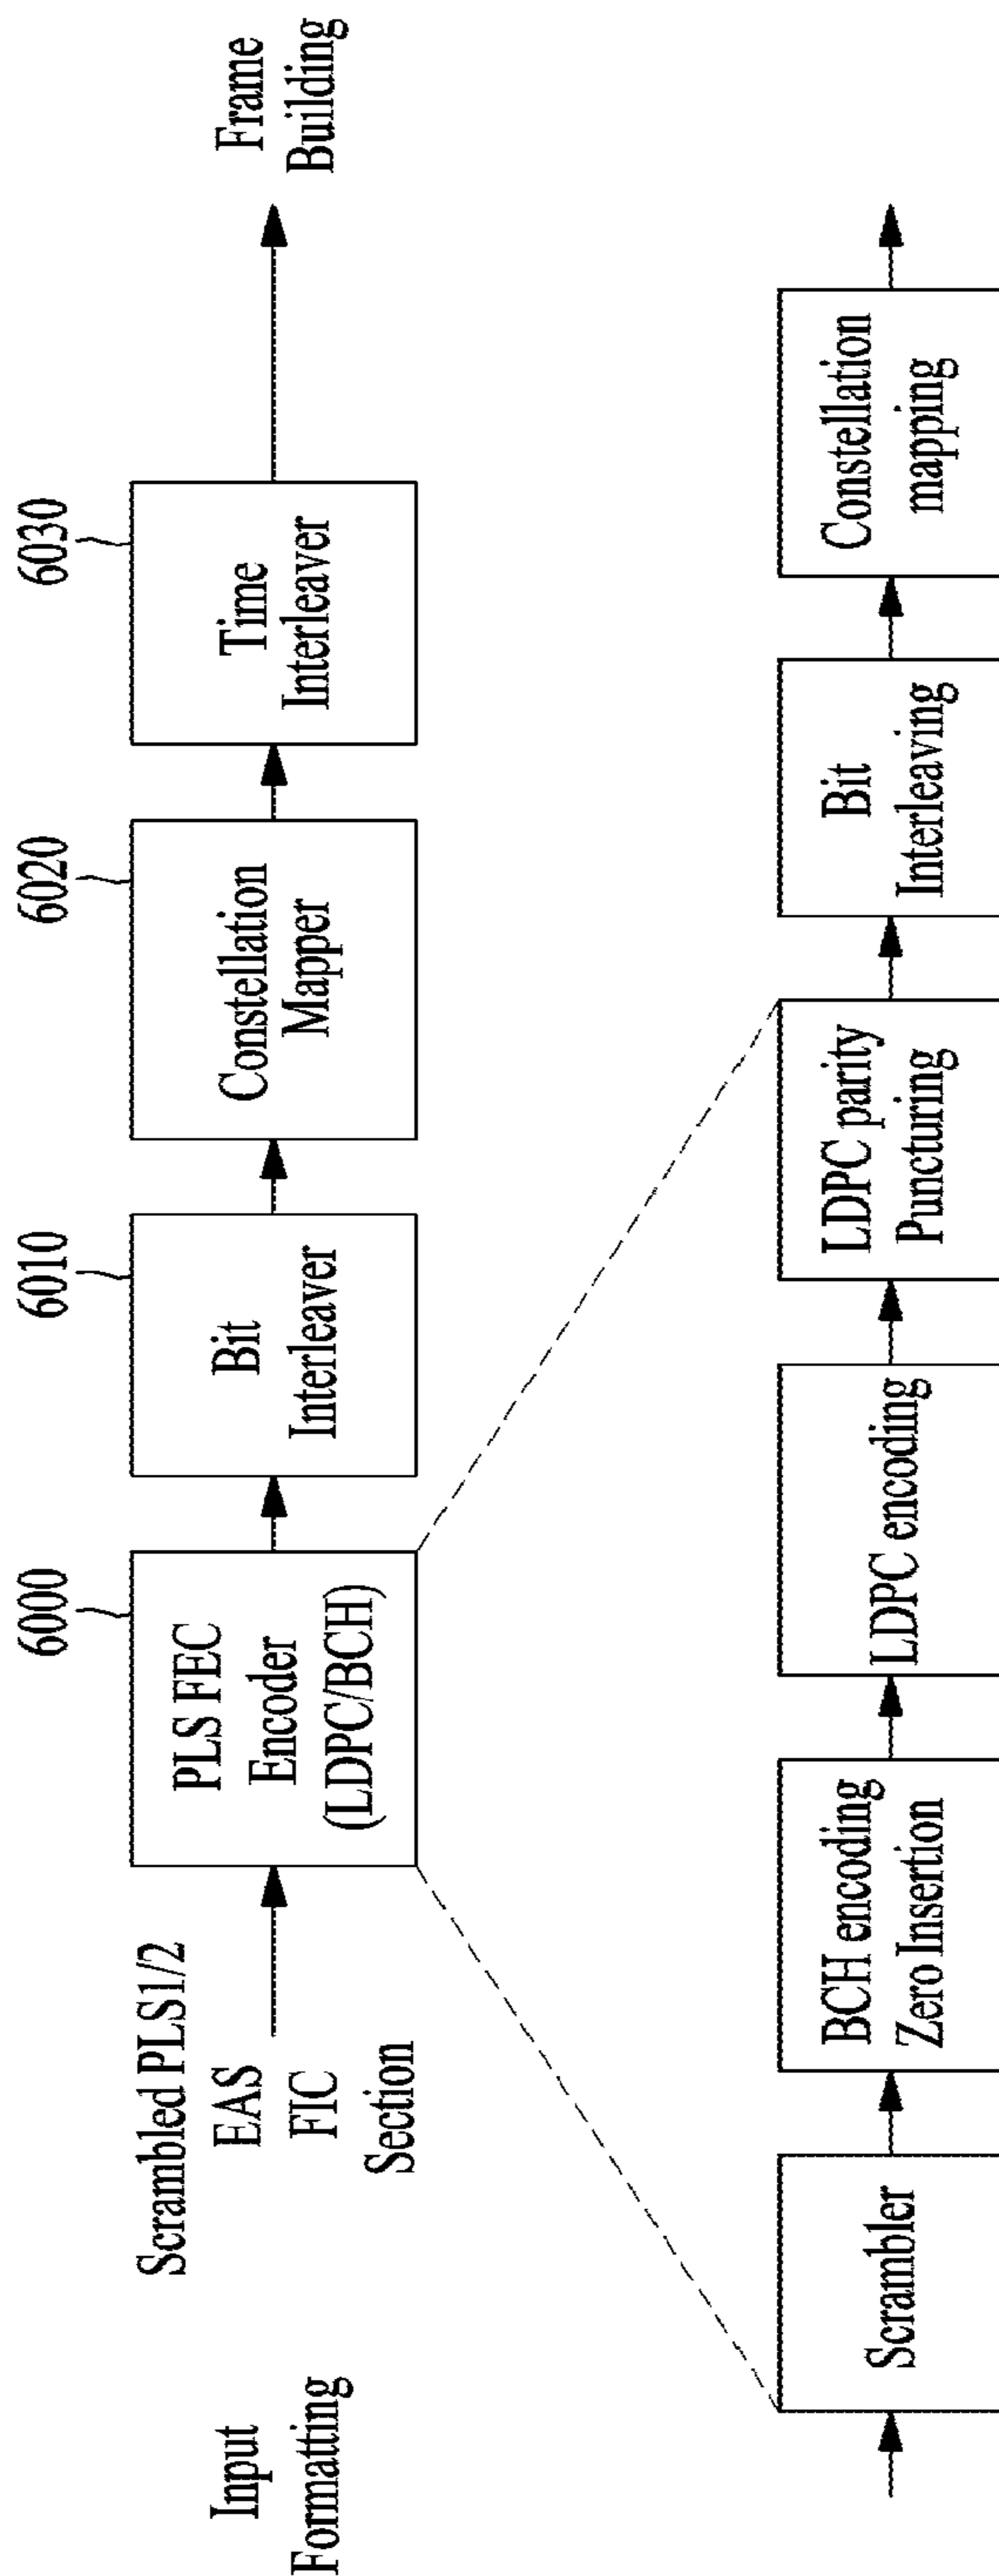 Input
Formatting
Scrambled PLS1/2
EAS
FIC
Section
6000
PLS FEC
Encoder
(LDPC/BCH)
6010
Bit
Interleaver
6020
Constellation
Mapper
6030
Time
Interleaver
Frame
Building
Scrambler
BCH encoding
Zero Insertion
LDPC encoding
LDPC parity
Puncturing
Bit
Interleaving
Constellation
mapping